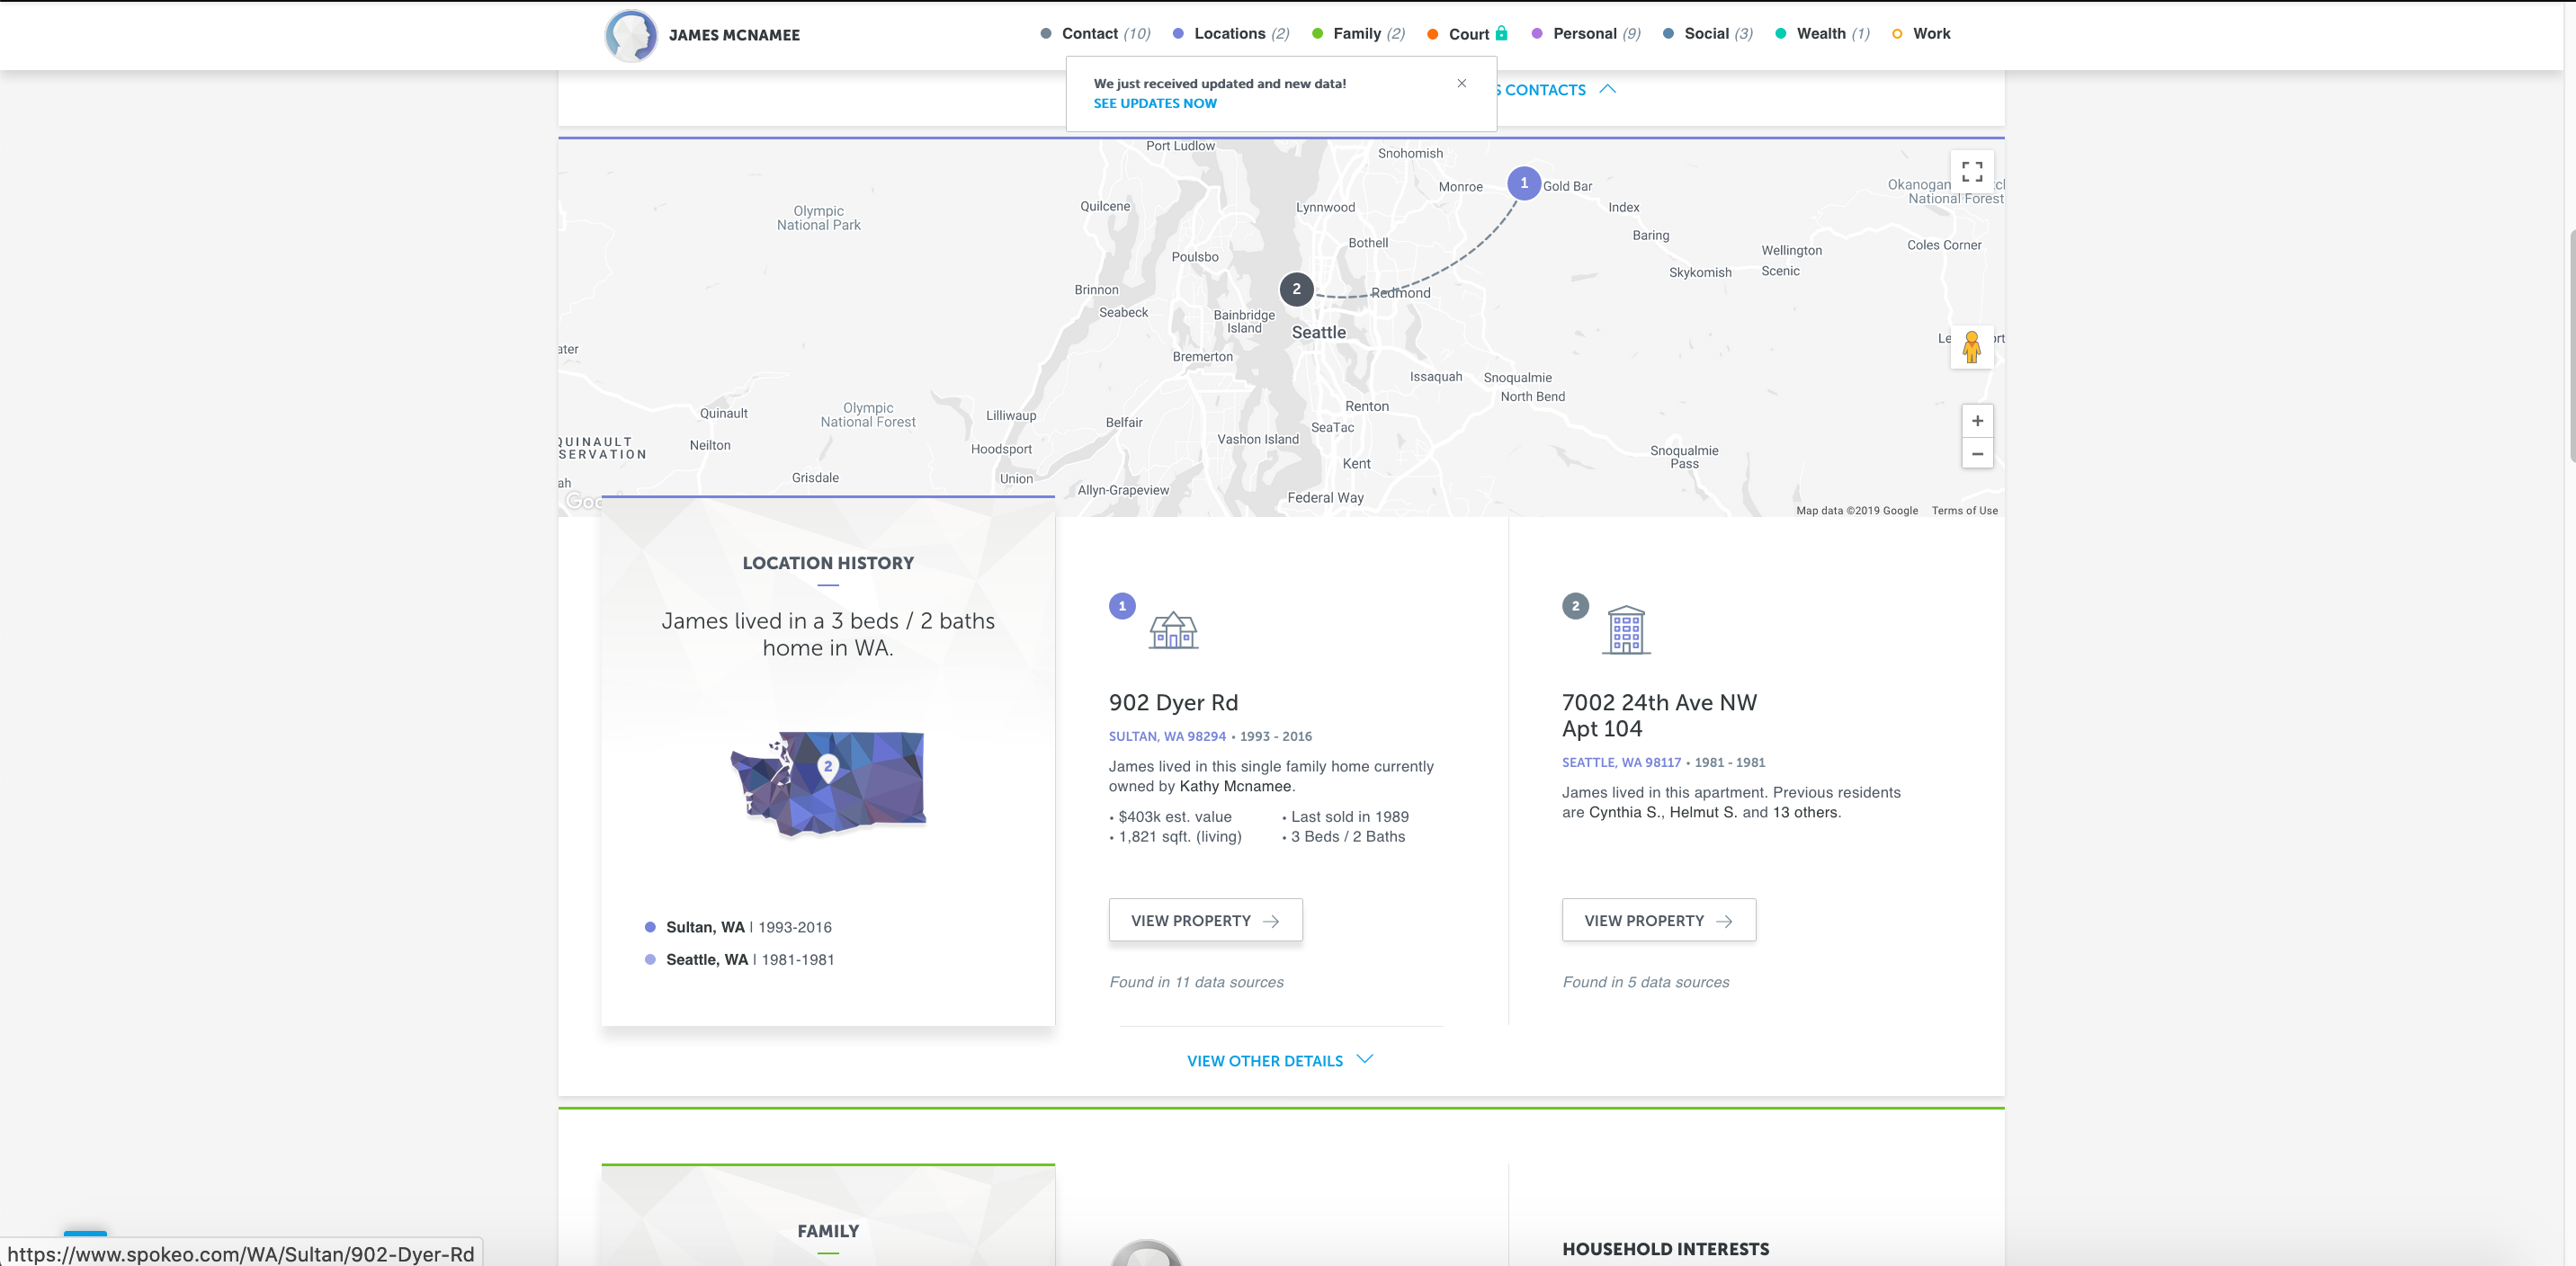 JAMES MCNAMEE
Contact (10) Locations (2) Family (2) Court Personal (9) Social (3) Wealth (1) Work
We just received updated and new data!
SEE UPDATES NOW
S CONTACTS
Port Ludlow
Snohomish
Monroe
1
Gold Bar
Okanogan
National Forest
Olympic
National Park
Quilcene
Lynnwood
Index
Baring
Bothell
Wellington
Coles Corner
Poulsbo
Skykomish
Scenic
Brinnon
2
Redmond
Seabeck
Bainbridge
Island
Seattle
ater
Bremerton
Issaquah
Snoqualmie
North Bend
Quinault
Olympic
National Forest
Lilliwaup
Belfair
Renton
SeaTac
Vashon Island
QUINAULT
SERVATION
Neilton
Hoodsport
Snoqualmie
Pass
Kent
Grisdale
Union
Allyn-Grapeview
Federal Way
ah
Goo
+
−
Map data ©2019 Google Terms of Use
LOCATION HISTORY
James lived in a 3 beds / 2 baths
home in WA.
2
Sultan, WA | 1993-2016
Seattle, WA | 1981-1981
1
902 Dyer Rd
SULTAN, WA 98294 • 1993 - 2016
James lived in this single family home currently
owned by Kathy Mcnamee.
• $403k est. value • Last sold in 1989
• 1,821 sqft. (living) • 3 Beds / 2 Baths
VIEW PROPERTY
Found in 11 data sources
2
7002 24th Ave NW
Apt 104
SEATTLE, WA 98117 • 1981 - 1981
James lived in this apartment. Previous residents
are Cynthia S., Helmut S. and 13 others.
VIEW PROPERTY
Found in 5 data sources
VIEW OTHER DETAILS
FAMILY
HOUSEHOLD INTERESTS
https://www.spokeo.com/WA/Sultan/902-Dyer-Rd